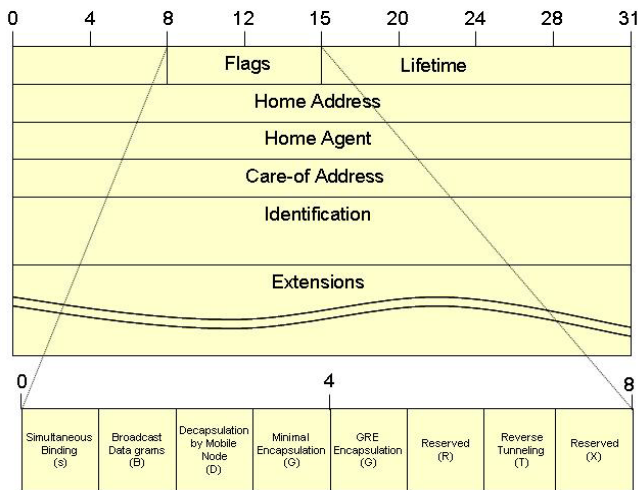 0 4 8 12 15 20 24 28 31
Flags Lifetime
Home Address
Home Agent
Care-of Address
Identification
Extensions
0 4 8
Simultaneous
Binding
(s)
Broadcast
Data grams
(B)
Decapsulation
by Mobile
Node
(D)
Minimal
Encapsulation
(G)
GRE
Encapsulation
(G)
Reserved
(R)
Reverse
Tunneling
(T)
Reserved
(X)